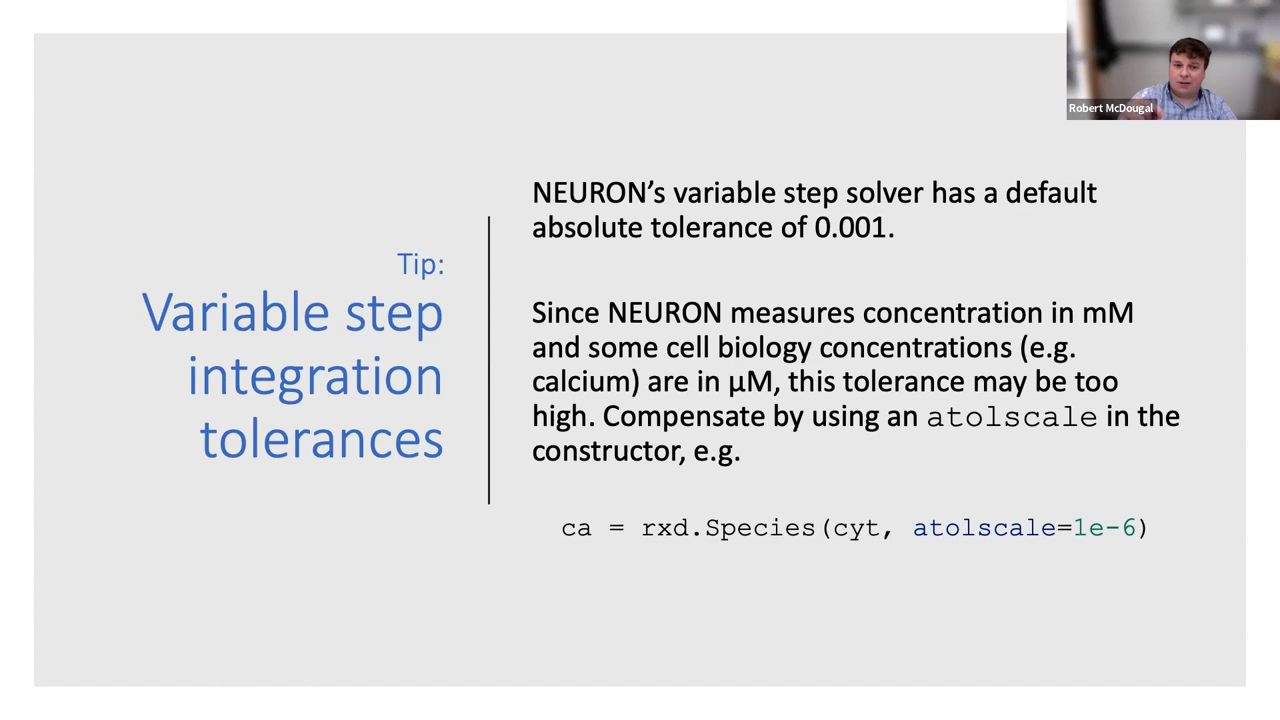 Robert McDougal
Tip:
Variable step
integration
tolerances
NEURON’s variable step solver has a default
absolute tolerance of 0.001.
Since NEURON measures concentration in mM
and some cell biology concentrations (e.g.
calcium) are in µM, this tolerance may be too
high. Compensate by using an atolscale in the
constructor, e.g.
ca = rxd.Species(cyt, atolscale=1e-6)